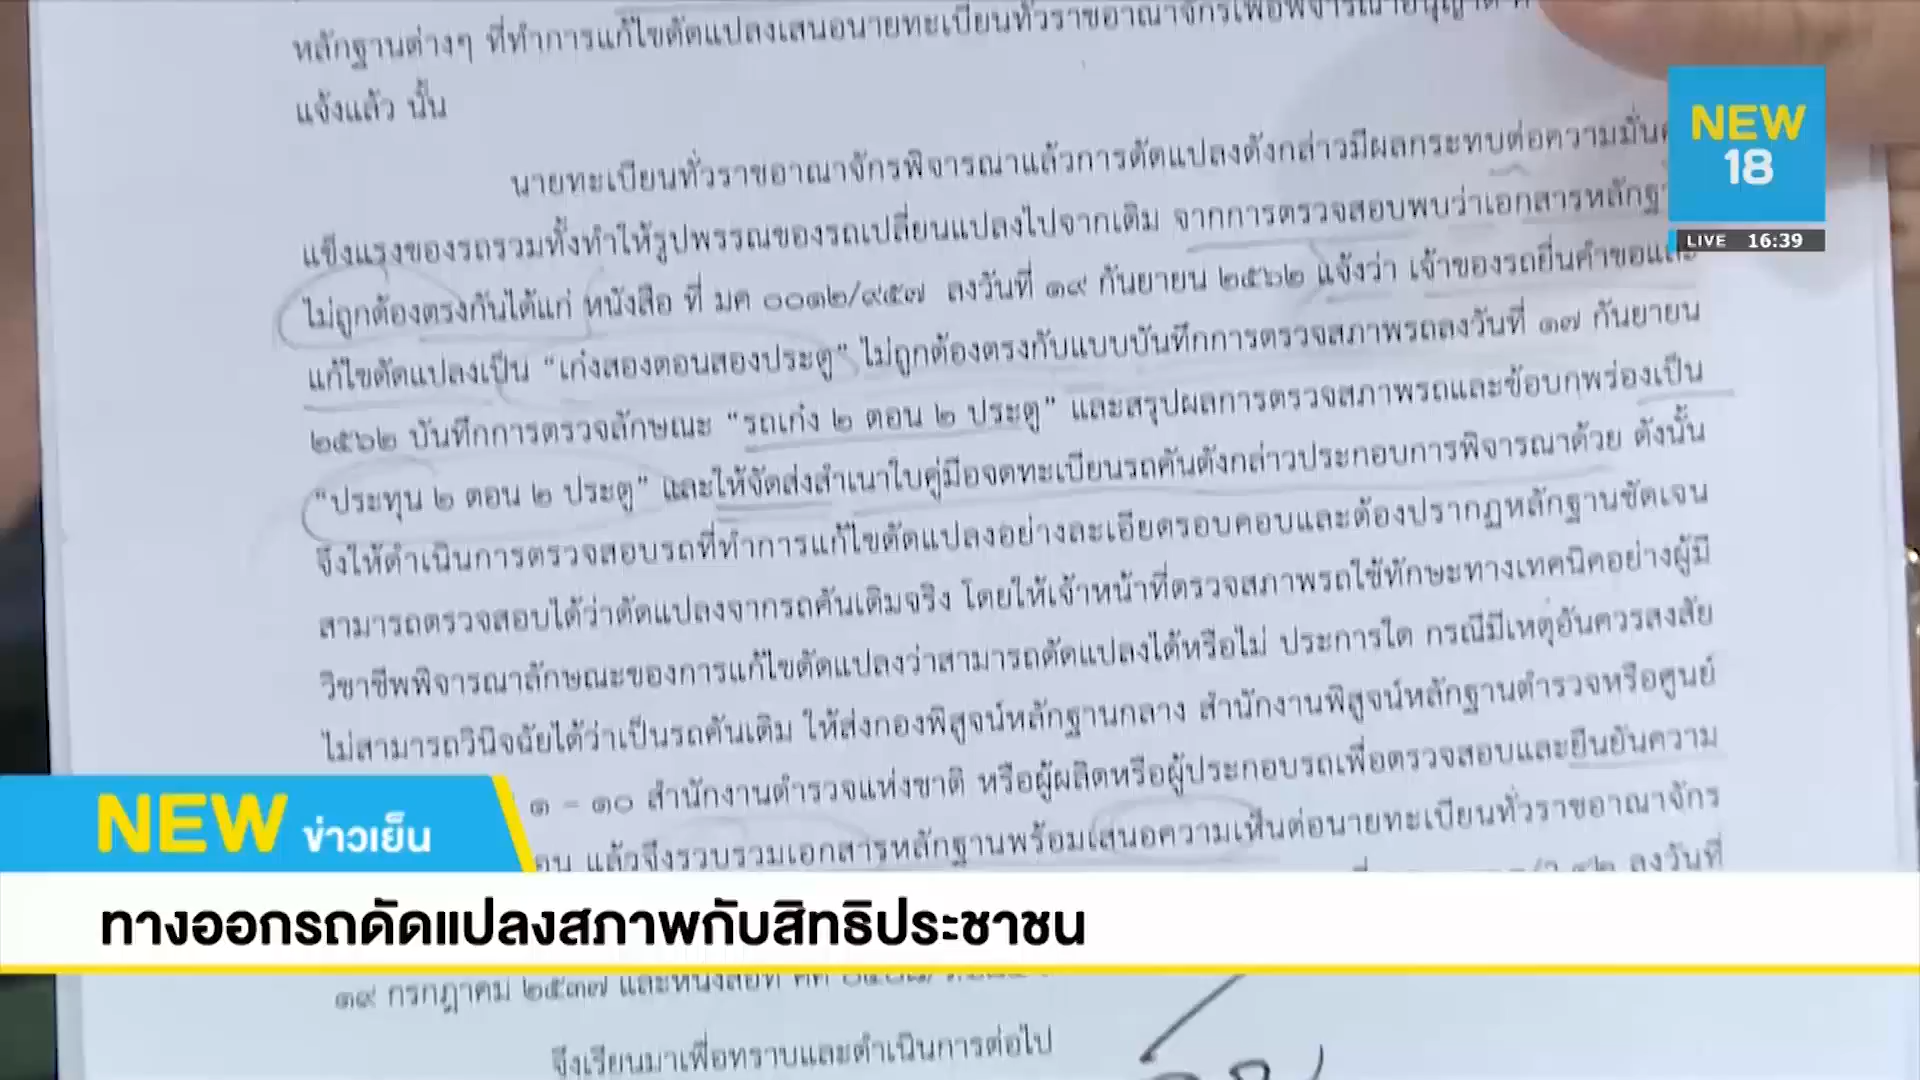 หลักฐานต่างๆ ที่ทำการแก้ไขดัดแปลงเสนอนายทะเบียนทั่วราชอาณาจักรเพื่อพิจารณาอนุญาต
แจ้งแล้ว นั้น
นายทะเบียนทั่วราชอาณาจักรพิจารณาแล้วการดัดแปลงดังกล่าวมีผลกระทบต่อความมั่น
แข็งแรงของรถรวมทั้งทำให้รูปพรรณของรถเปลี่ยนแปลงไปจากเดิม จากการตรวจสอบพบว่าเอกสารหลักฐ
ไม่ถูกต้องตรงกันได้แก่ หนังสือ ที่ มค ๐๐๑๒/๙๕๗ ลงวันที่ ๑๙ กันยายน ๒๕๖๒ แจ้งว่า เจ้าของรถยื่นคำขอและ
แก้ไขดัดแปลงเป็น “เก๋งสองตอนสองประตู” ไม่ถูกต้องตรงกับแบบบันทึกการตรวจสภาพรถลงวันที่ ๑๗ กันยายน
๒๕๖๒ บันทึกการตรวจลักษณะ “รถเก๋ง ๒ ตอน ๒ ประตู” และสรุปผลการตรวจสภาพรถและข้อบกพร่องเป็น
“ประทุน ๒ ตอน ๒ ประตู” และให้จัดส่งสำเนาใบคู่มือจดทะเบียนรถคันดังกล่าวประกอบการพิจารณาด้วย ดังนั้น
จึงให้ดำเนินการตรวจสอบรถที่ทำการแก้ไขดัดแปลงอย่างละเอียดรอบคอบและต้องปรากฏหลักฐานชัดเจน
สามารถตรวจสอบได้ว่าดัดแปลงจากรถคันเดิมจริง โดยให้เจ้าหน้าที่ตรวจสภาพรถใช้ทักษะทางเทคนิคอย่างผู้มี
วิชาชีพพิจารณาลักษณะของการแก้ไขดัดแปลงว่าสามารถดัดแปลงได้หรือไม่ ประการใด กรณีมีเหตุอันควรสงสัย
ไม่สามารถวินิจฉัยได้ว่าเป็นรถคันเดิม ให้ส่งกองพิสูจน์หลักฐานกลาง สำนักงานพิสูจน์หลักฐานตำรวจหรือศูนย์
๑ - ๑๐ สำนักงานตำรวจแห่งชาติ หรือผู้ผลิตหรือผู้ประกอบรถเพื่อตรวจสอบและยืนยันความ
แล้วจึงรวบรวมเอกสารหลักฐานพร้อมเสนอความเห็นต่อนายทะเบียนทั่วราชอาณาจักร
ลงวันที่
๑๙ กรกฎาคม ๒๕๓๗ และหนังสือที่ คค
จึงเรียนมาเพื่อทราบและดำเนินการต่อไป
NEW
18
LIVE 16:39
NEW ข่าวเย็น
ทางออกรถดัดแปลงสภาพกับสิทธิประชาชน